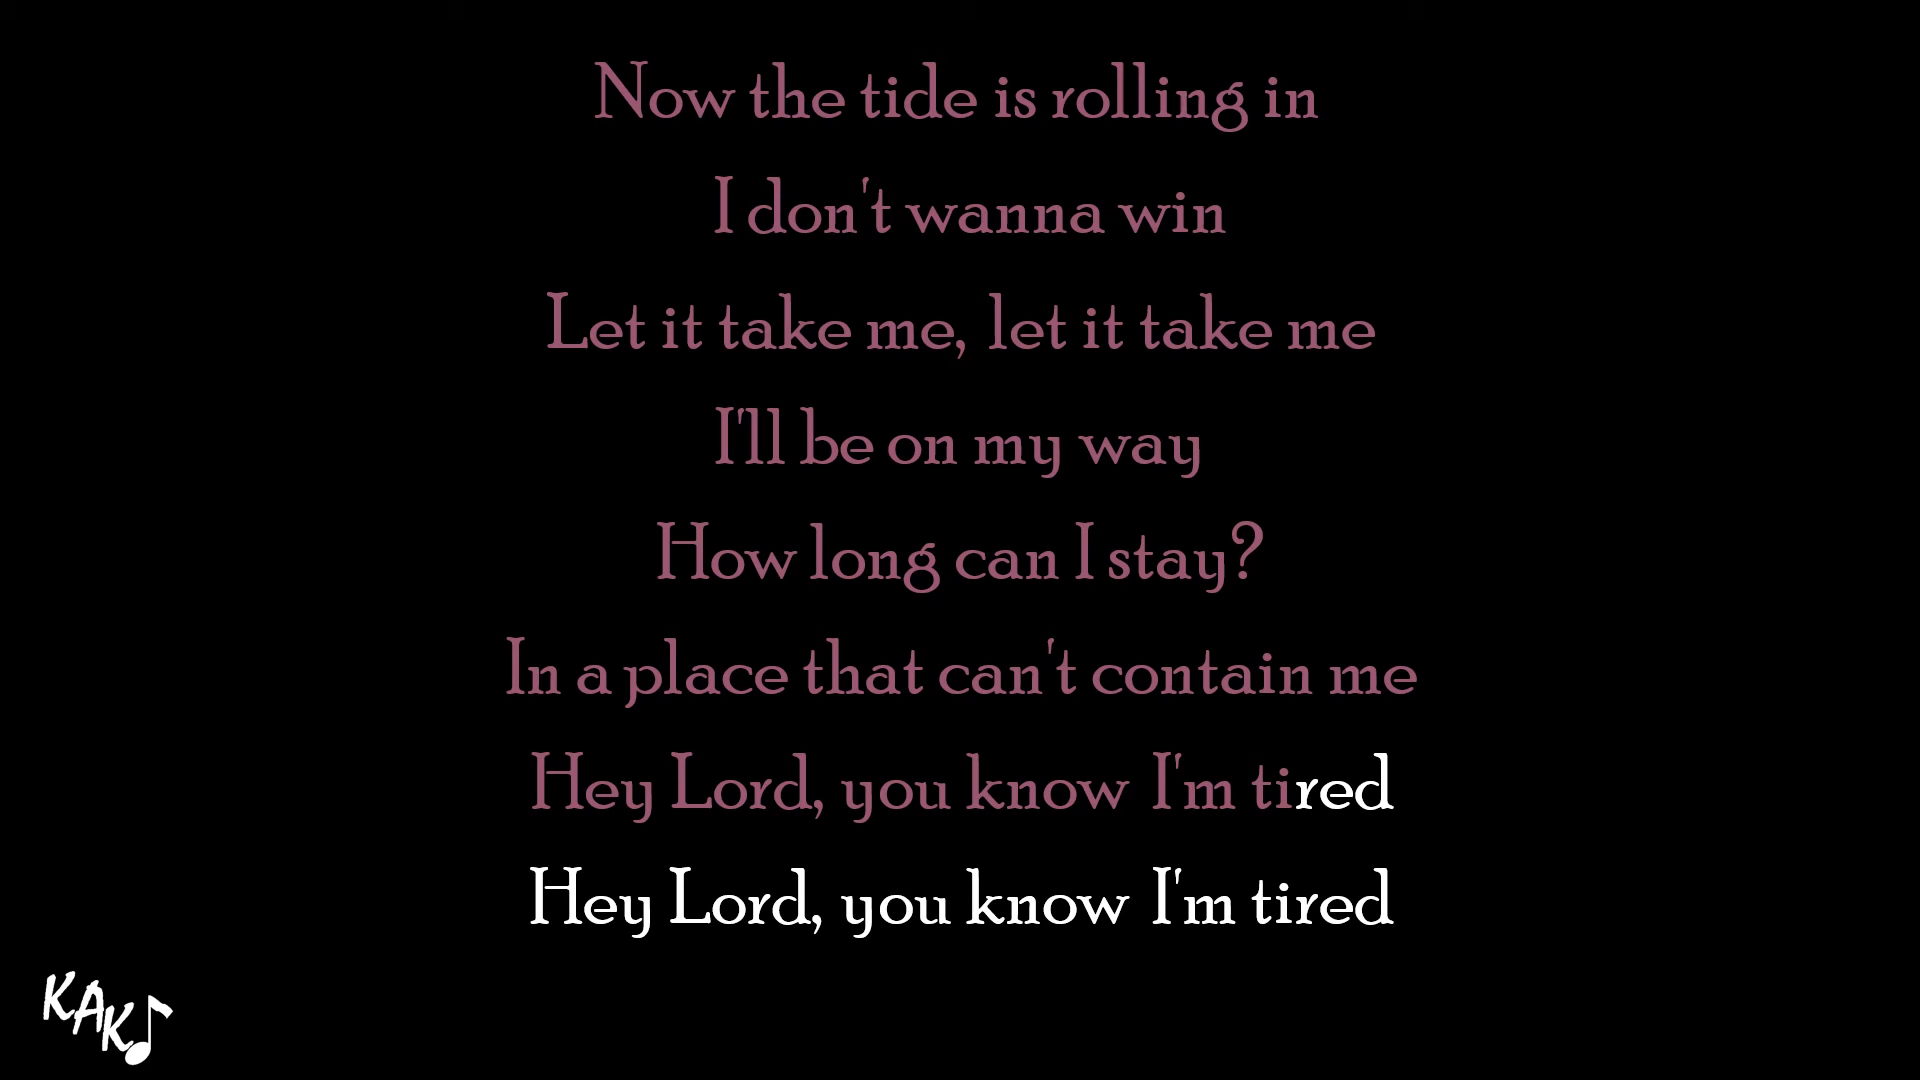 Now the tide is rolling in
I don't wanna win
Let it take me, let it take me
I'll be on my way
How long can I stay?
In a place that can't contain me
Hey Lord, you know I'm tired
Hey Lord, you know I'm tired
KAK